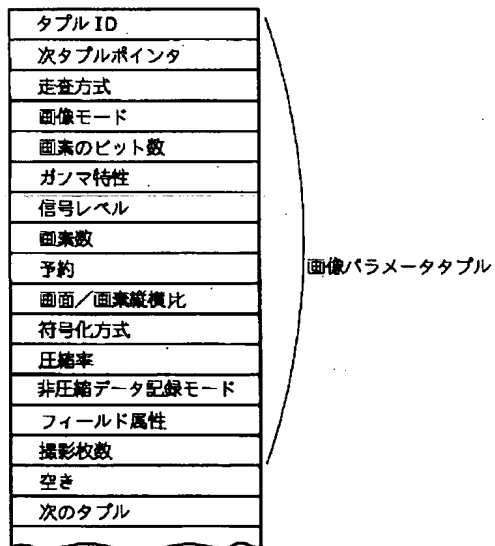 タプル ID
次タプルポインタ
走査方式
画像モード
画素のビット数
ガンマ特性
信号レベル
画素数
予約
画面／画素縦横比
符号化方式
圧縮率
非圧縮データ記録モード
フィールド属性
撮影枚数
空き
次のタプル
画像パラメータタプル